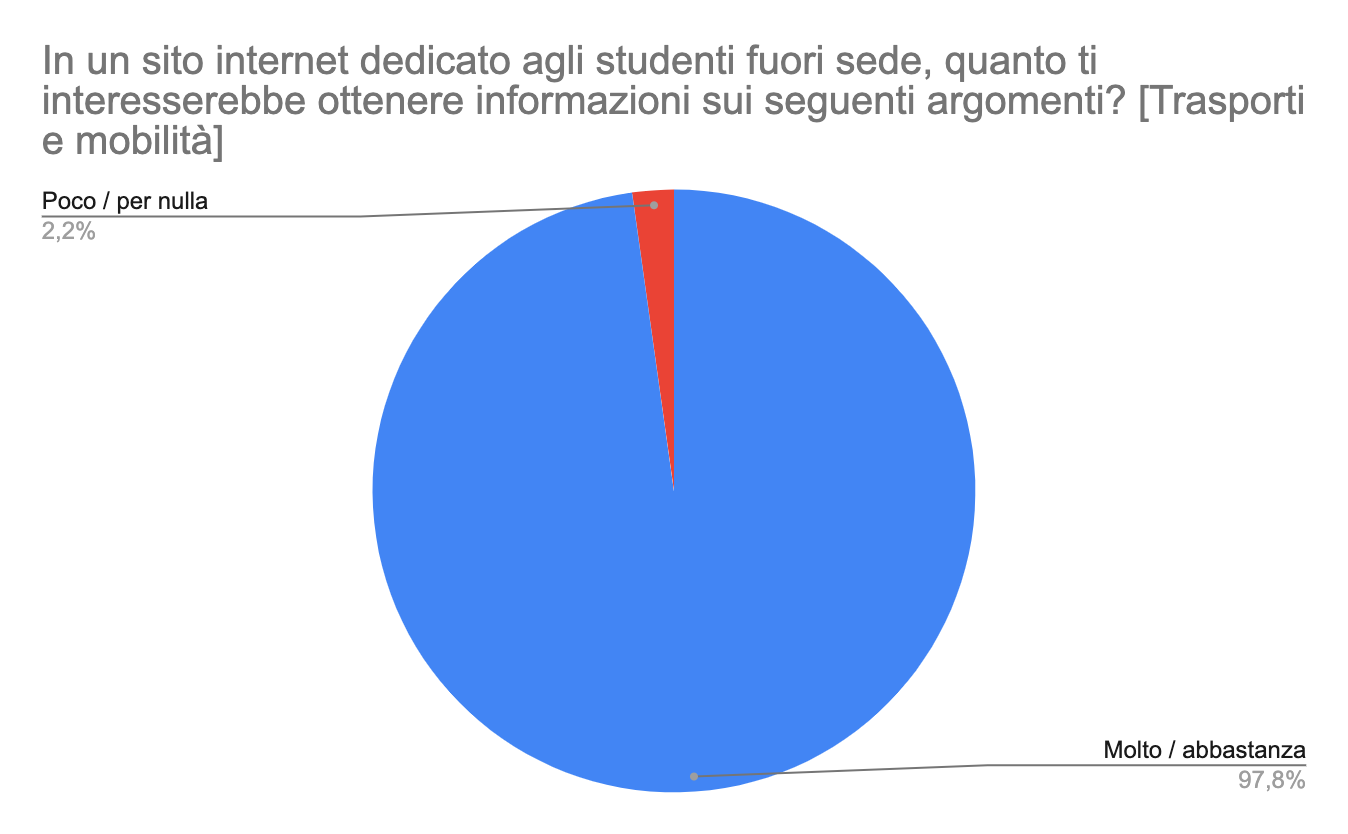 In un sito internet dedicato agli studenti fuori sede, quanto ti
interesserebbe ottenere informazioni sui seguenti argomenti? [Trasporti
e mobilità]
Poco / per nulla
2,2%
Molto / abbastanza
97,8%